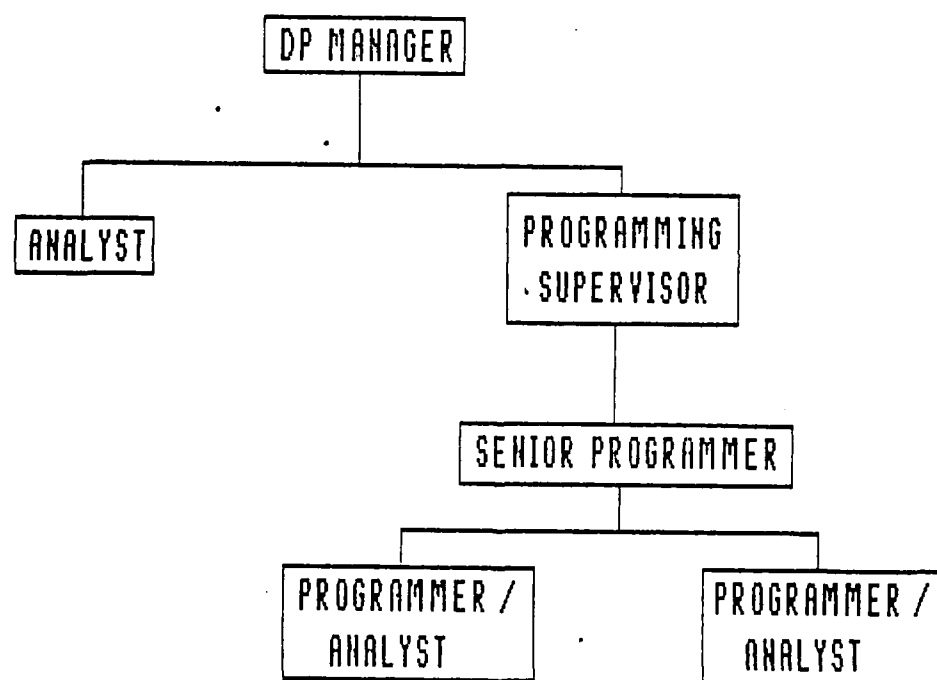 DP MANAGER
ANALYST
PROGRAMMING
SUPERVISOR
SENIOR PROGRAMMER
PROGRAMMER /
ANALYST
PROGRAMMER /
ANALYST